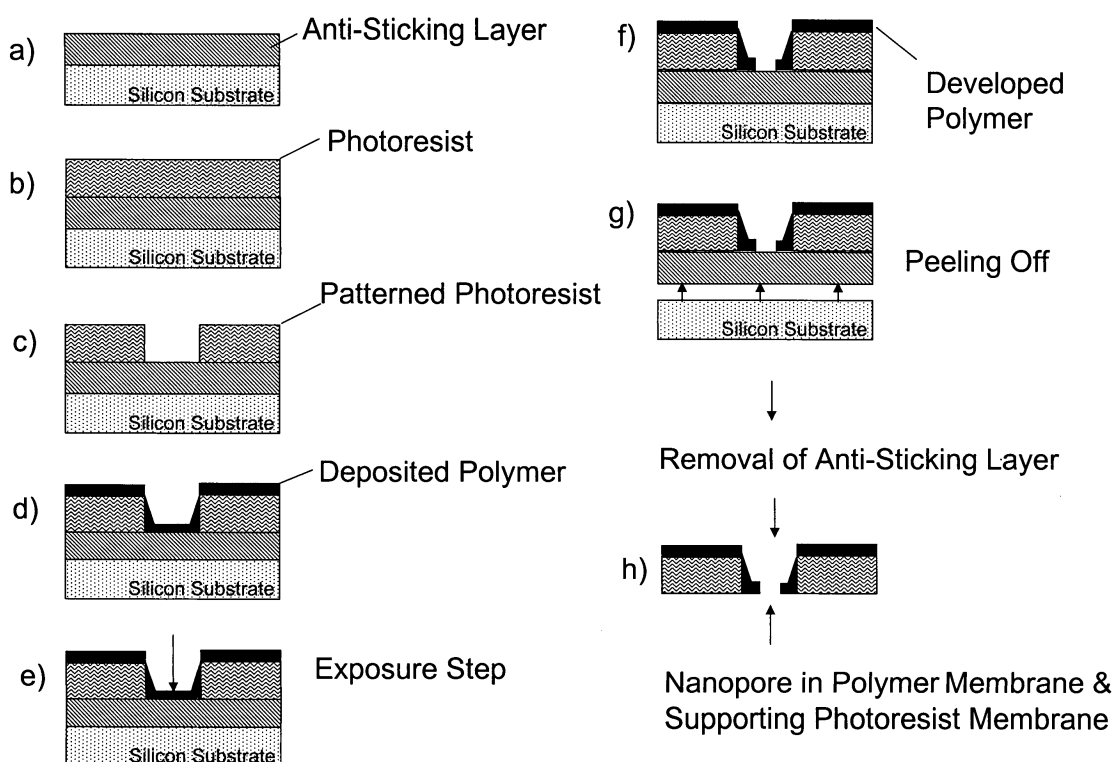 a)
Anti-Sticking Layer
Silicon Substrate
b)
Photoresist
Silicon Substrate
c)
Patterned Photoresist
Silicon Substrate
d)
Deposited Polymer
Silicon Substrate
e)
Exposure Step
Silicon Substrate
f)
Developed
Polymer
Silicon Substrate
g)
Peeling Off
Silicon Substrate
Removal of Anti-Sticking Layer
h)
Nanopore in Polymer Membrane &
Supporting Photoresist Membrane